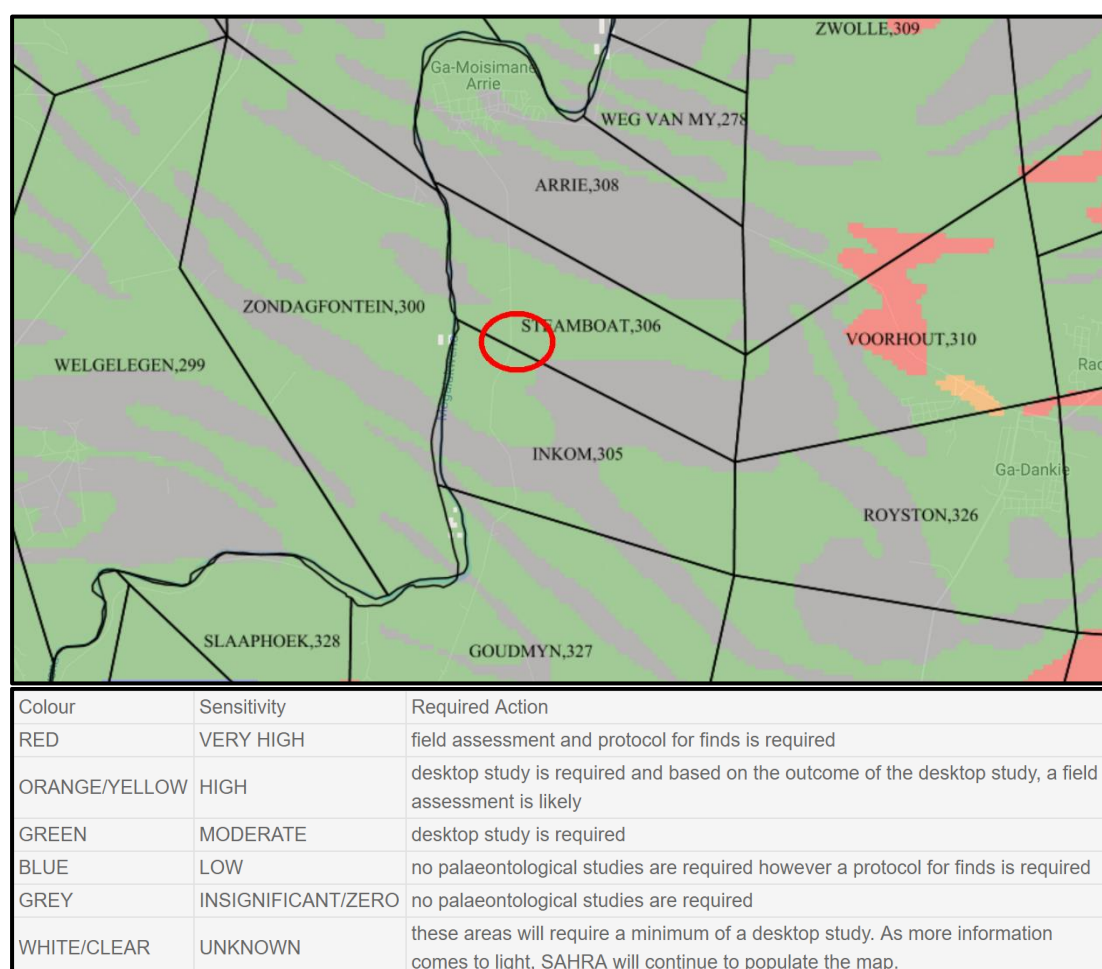 ZWOLLE,309
Ga-Moisimane
Arrie
WEG VAN MY,278
ARRIE,308
ZONDAGFONTEIN,300
STEAMBOAT,306
VOORHOUT,310
WELGELEGEN,299
INKOM,305
Ga-Dankie
ROYSTON,326
SLAAPHOEK,328
GOUDMYN,327
Colour Sensitivity Required Action
RED VERY HIGH field assessment and protocol for finds is required
ORANGE/YELLOW HIGH desktop study is required and based on the outcome of the desktop study, a field
assessment is likely
GREEN MODERATE desktop study is required
BLUE LOW no palaeontological studies are required however a protocol for finds is required
GREY INSIGNIFICANT/ZERO no palaeontological studies are required
WHITE/CLEAR UNKNOWN these areas will require a minimum of a desktop study. As more information
comes to light, SAHRA will continue to populate the map.